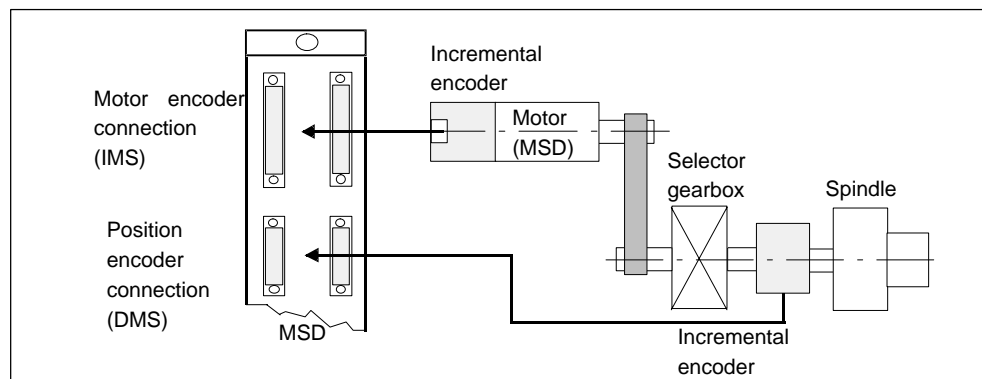 Motor encoder
connection
(IMS)
Position
encoder
connection
(DMS)
MSD
Incremental
encoder
Motor
(MSD)
Selector
gearbox
Spindle
Incremental
encoder